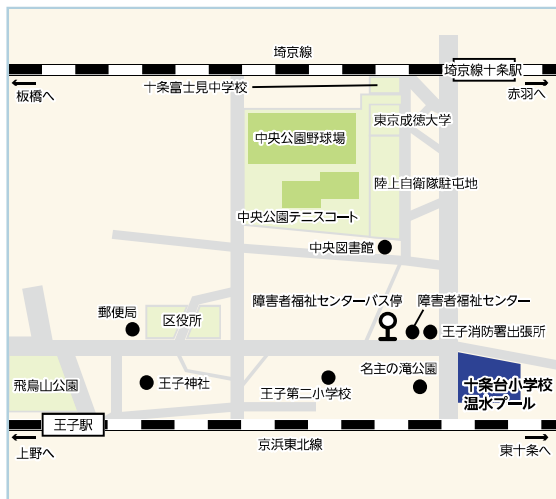 埼京線
埼京線十条駅
板橋へ
十条富士見中学校
赤羽へ
東京成徳大学
中央公園野球場
陸上自衛隊駐屯地
中央公園テニスコート
中央図書館
郵便局
区役所
障害者福祉センターバス停
障害者福祉センター
王子消防署出張所
飛鳥山公園
王子神社
王子第二小学校
名主の滝公園
十条台小学校
温水プール
王子駅
上野へ
京浜東北線
東十条へ